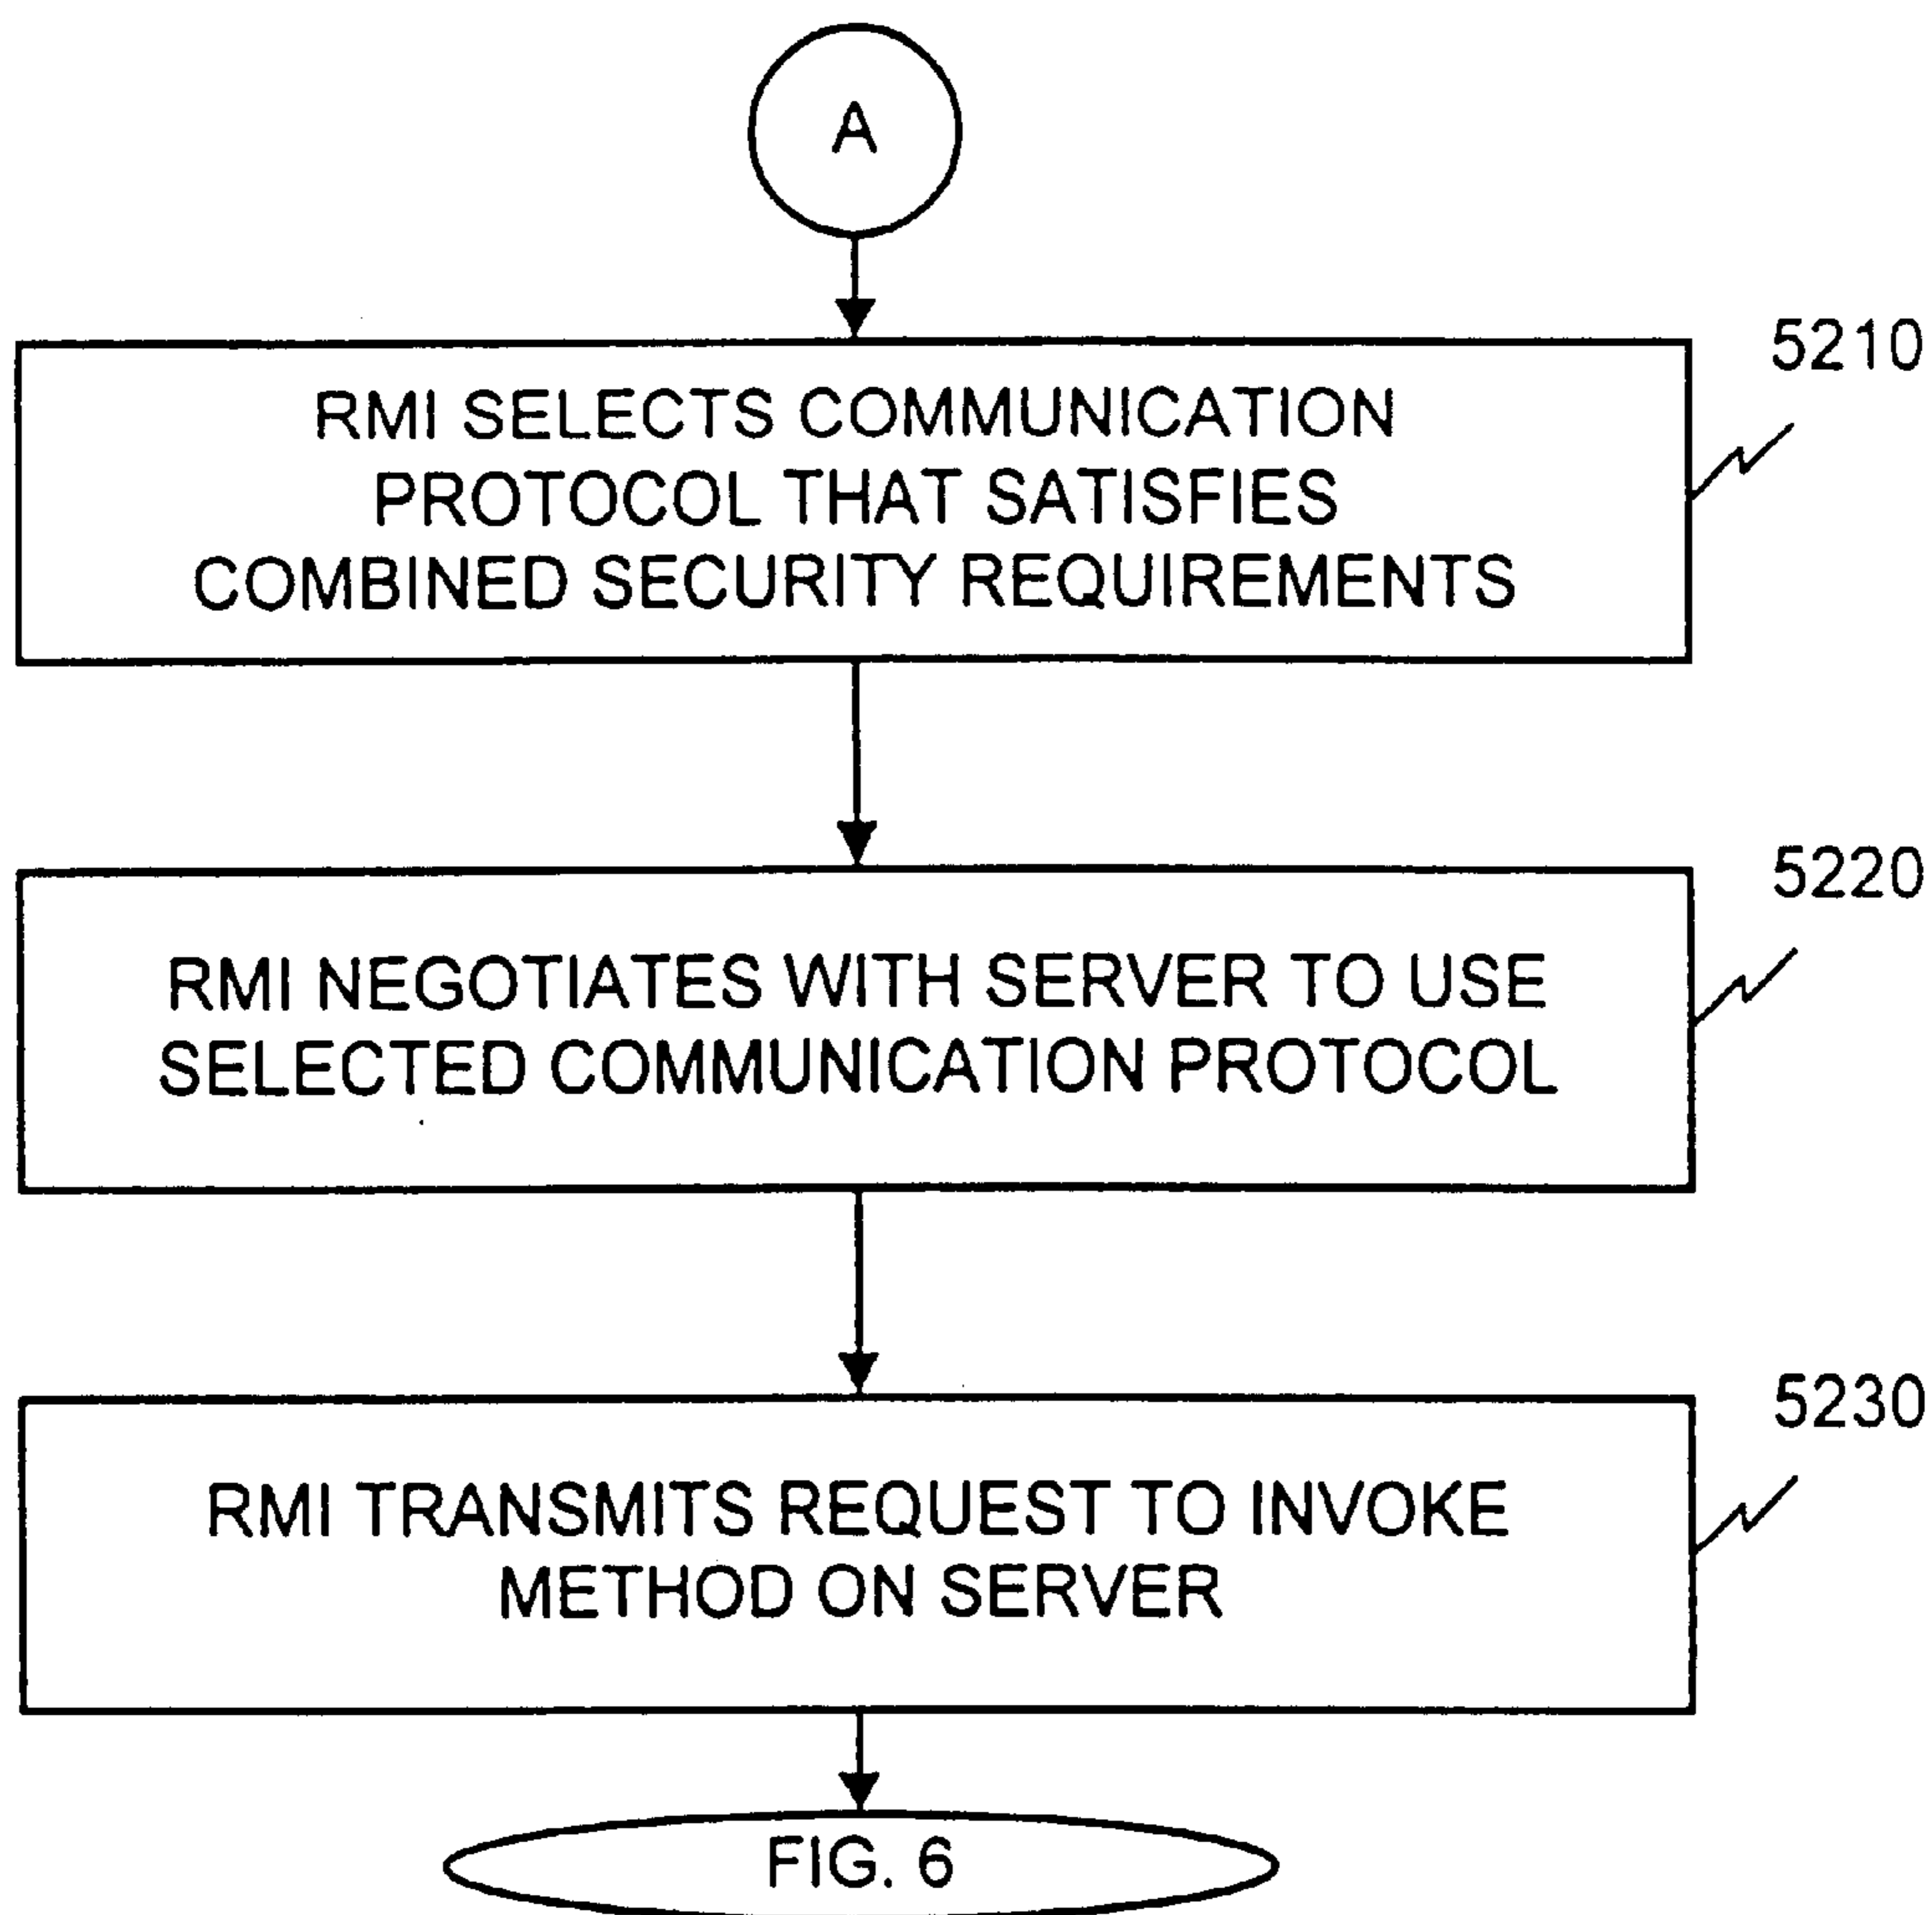 A
5210
RMI SELECTS COMMUNICATION
PROTOCOL THAT SATISFIES
COMBINED SECURITY REQUIREMENTS
5220
RMI NEGOTIATES WITH SERVER TO USE
SELECTED COMMUNICATION PROTOCOL
5230
RMI TRANSMITS REQUEST TO INVOKE
METHOD ON SERVER
FIG. 6